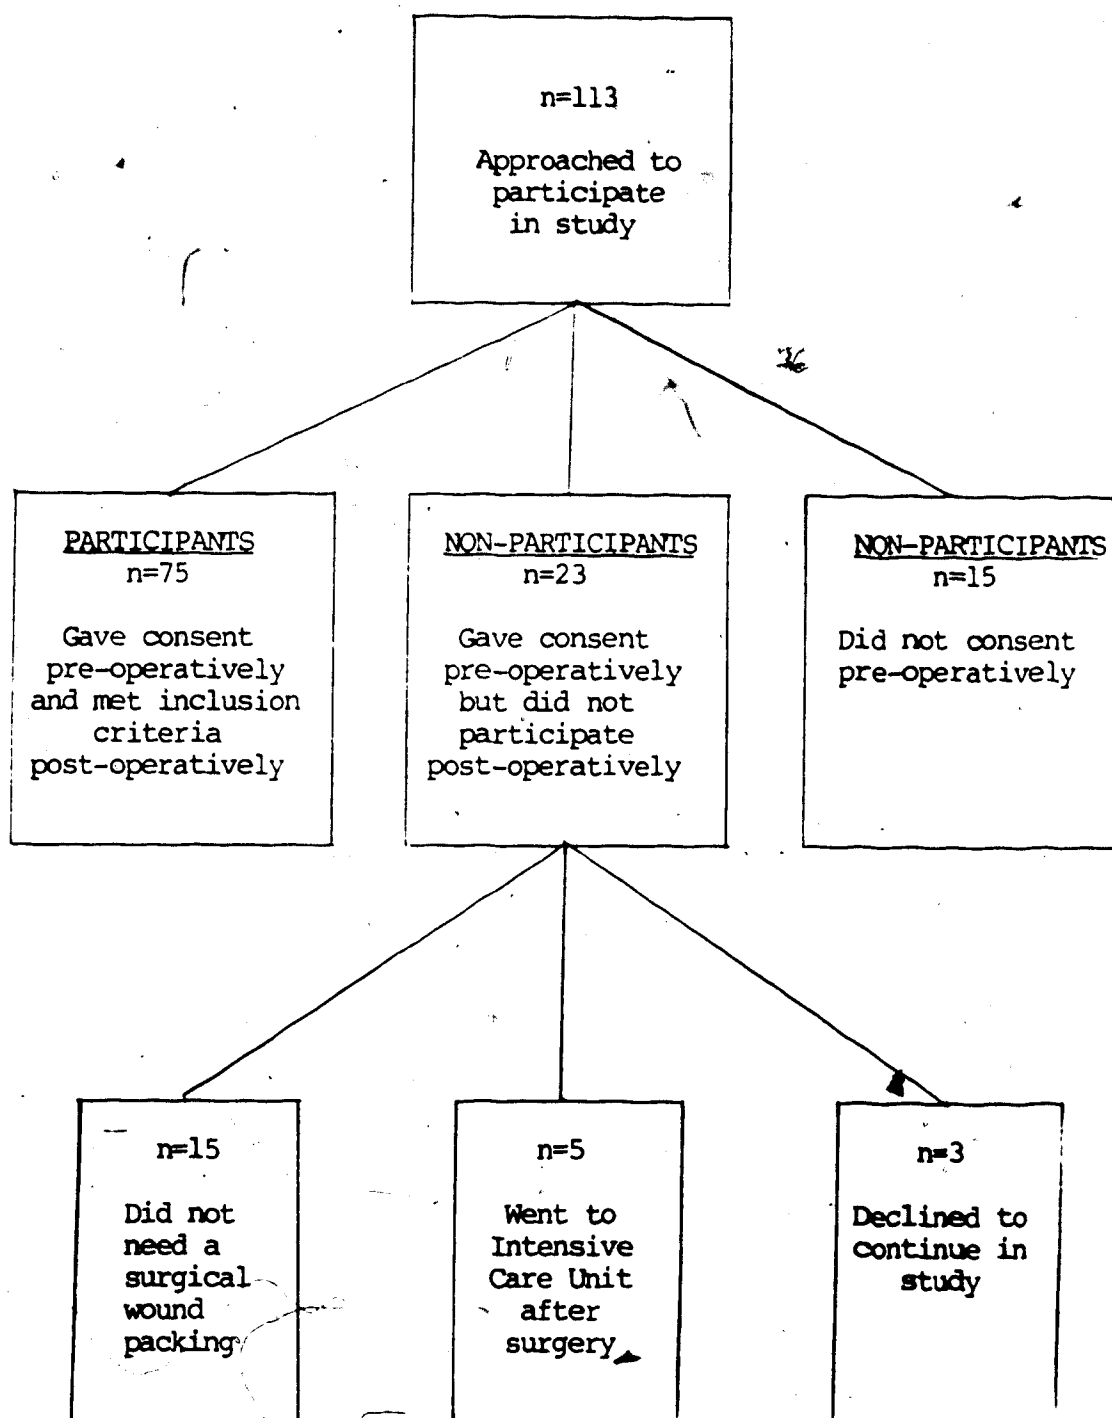 n=113
Approached to
participate
in study
PARTICIPANTS
n=75
Gave consent
pre-operatively
and met inclusion
criteria
post-operatively
NON-PARTICIPANTS
n=23
Gave consent
pre-operatively
but did not
participate
post-operatively
NON-PARTICIPANTS
n=15
Did not consent
pre-operatively
n=15
Did not
need a
surgical
wound
packing
n=5
Went to
Intensive
Care Unit
after
surgery
n=3
Declined to
continue in
study